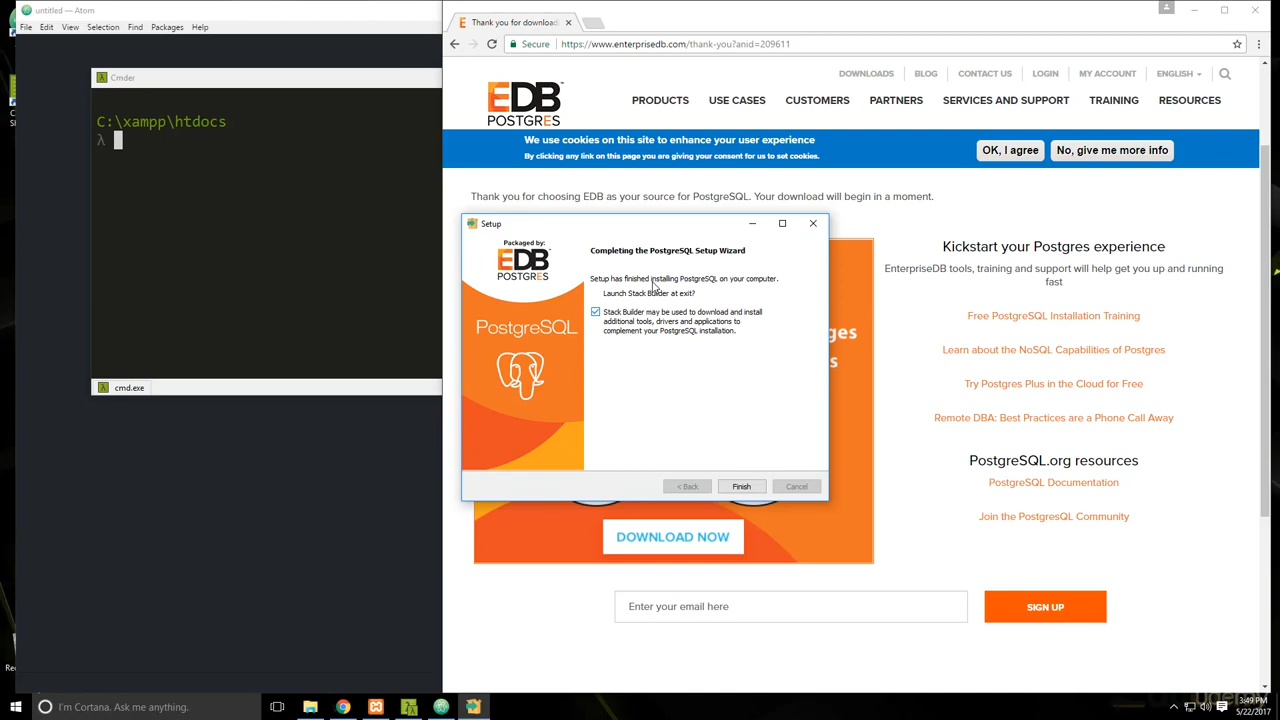 untitled — Atom
File Edit View Selection Find Packages Help
Cmder
C:\xampp\htdocs
λ
cmd.exe
Thank you for download
Secure https://www.enterprisedb.com/thank-you?anid=209611
DOWNLOADS BLOG CONTACT US LOGIN MY ACCOUNT ENGLISH
EDB™
POSTGRES
PRODUCTS USE CASES CUSTOMERS PARTNERS SERVICES AND SUPPORT TRAINING RESOURCES
We use cookies on this site to enhance your user experience
By clicking any link on this page you are giving your consent for us to set cookies.
OK, I agree
No, give me more info
Thank you for choosing EDB as your source for PostgreSQL. Your download will begin in a moment.
Setup
Packaged by:
EDB™
POSTGRES
PostgreSQL
Completing the PostgreSQL Setup Wizard
Setup has finished installing PostgreSQL on your computer.
Launch Stack Builder at exit?
Stack Builder may be used to download and install
additional tools, drivers and applications to
complement your PostgreSQL installation.
< Back Finish Cancel
ges
s
DOWNLOAD NOW
Kickstart your Postgres experience
EnterpriseDB tools, training and support will help get you up and running
fast
Free PostgreSQL Installation Training
Learn about the NoSQL Capabilities of Postgres
Try Postgres Plus in the Cloud for Free
Remote DBA: Best Practices are a Phone Call Away
PostgreSQL.org resources
PostgreSQL Documentation
Join the PostgresQL Community
Enter your email here
SIGN UP
I'm Cortana. Ask me anything.
3:49 PM
5/22/2017